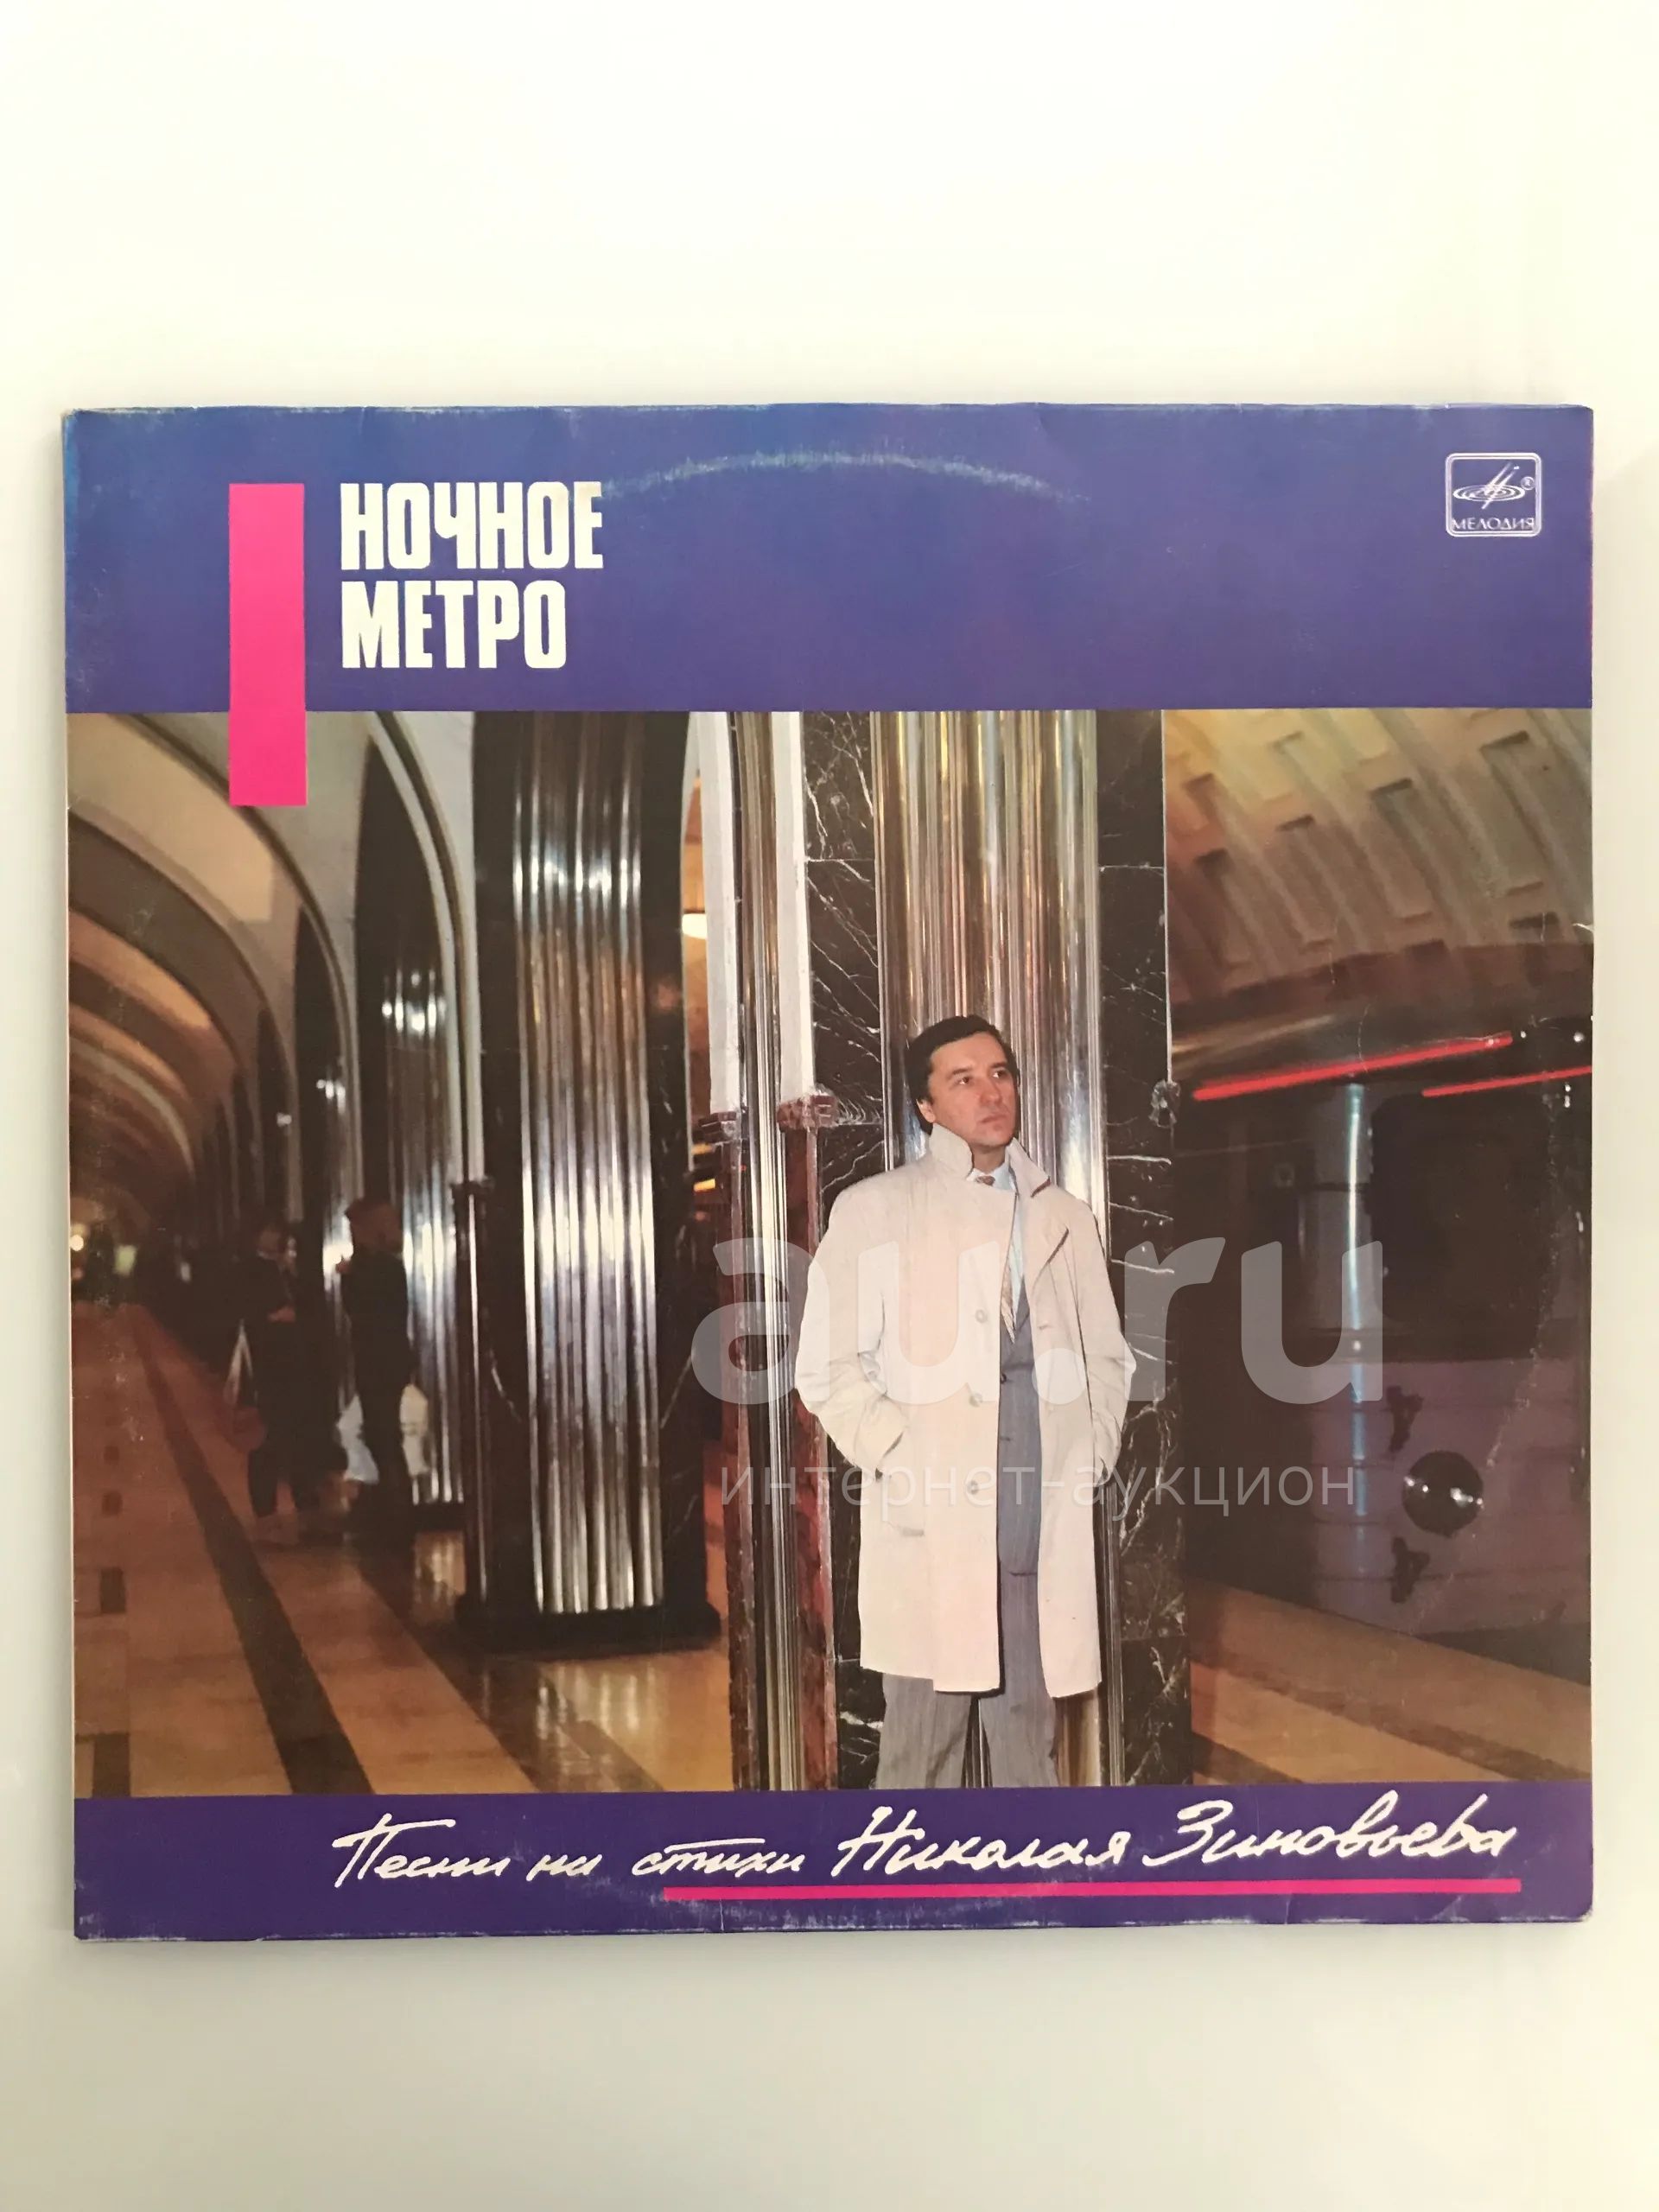 НОЧНОЕ
МЕТРО
МЕЛОДИЯ
au.ru
интернет-аукцион
Песни на стихи Николая Зиновьева